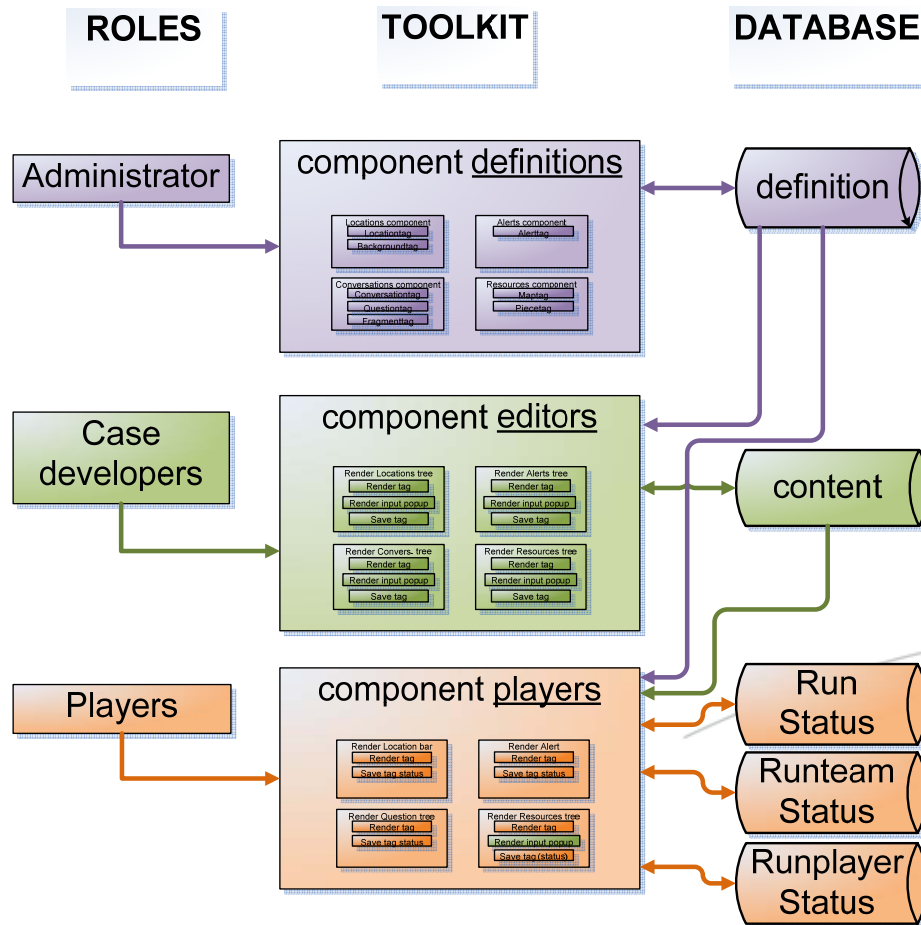 ROLES
TOOLKIT
DATABASE
Administrator
component definitions
definition
Locations component
Locationtag
Backgroundtag
Alerts component
Alerttag
Conversations component
Conversationtag
Questiontag
Fragmenttag
Resources component
Maptag
Piecetag
Case
developers
component editors
content
Render Locations tree
Render tag
Render input popup
Save tag
Render Alerts tree
Render tag
Render input popup
Save tag
Render Convers. tree
Render tag
Render input popup
Save tag
Render Resources tree
Render tag
Render input popup
Save tag
Players
component players
Run
Status
Runteam
Status
Runplayer
Status
Render Location bar
Render tag
Save tag status
Render Alert
Render tag
Save tag status
Render Question tree
Render tag
Save tag status
Render Resources tree
Render tag
Render input popup
Save tag (status)